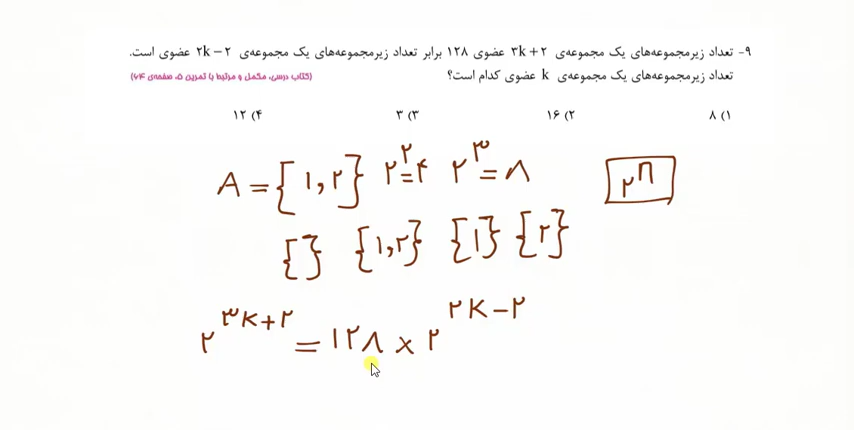 ۹- تعداد زیرمجموعه‌های یک مجموعه‌ی ۳k+۲ عضوی ۱۲۸ برابر تعداد زیرمجموعه‌های یک مجموعه‌ی ۲k−۲ عضوی است.
تعداد زیرمجموعه‌های یک مجموعه‌ی k عضوی کدام است؟ (کتاب درسی، مکمل و مرتبط با تمرین ۵، صفحه‌ی ۶۴)
۱) ۸ ۲) ۱۶ ۳) ۳ ۴) ۱۲
A = {۱,۲} ۲^۲=۴ ۲^۳=۸ ۲^n
{} {۱,۲} {۱} {۲}
۲^۳K+۲ = ۱۲۸ × ۲^۲K−۲